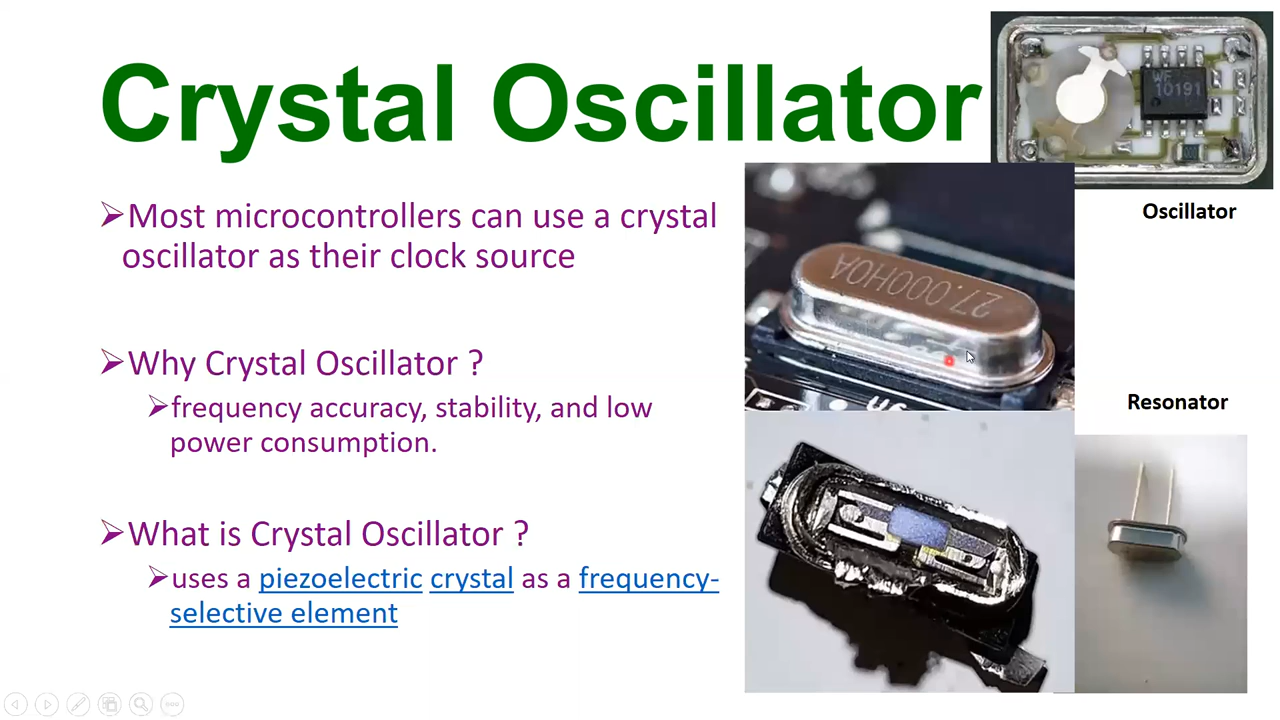 Crystal Oscillator
➢Most microcontrollers can use a crystal
oscillator as their clock source
➢Why Crystal Oscillator ?
➢frequency accuracy, stability, and low
power consumption.
➢What is Crystal Oscillator ?
➢uses a piezoelectric crystal as a frequency-
selective element
WF
10191
Oscillator
27.000H0A
Resonator